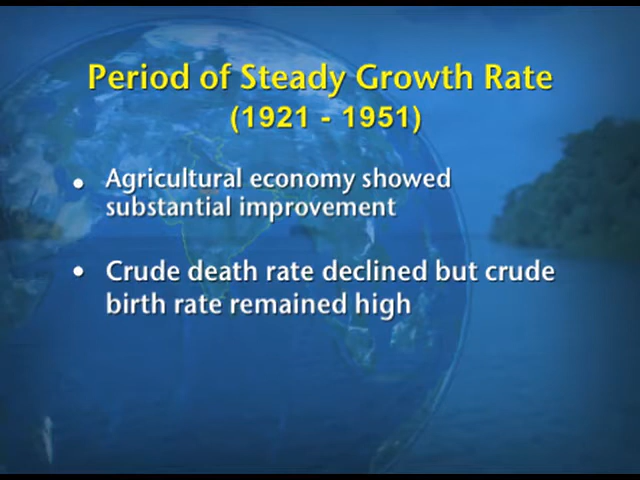 Period of Steady Growth Rate
(1921 - 1951)
• Agricultural economy showed
substantial improvement
• Crude death rate declined but crude
birth rate remained high